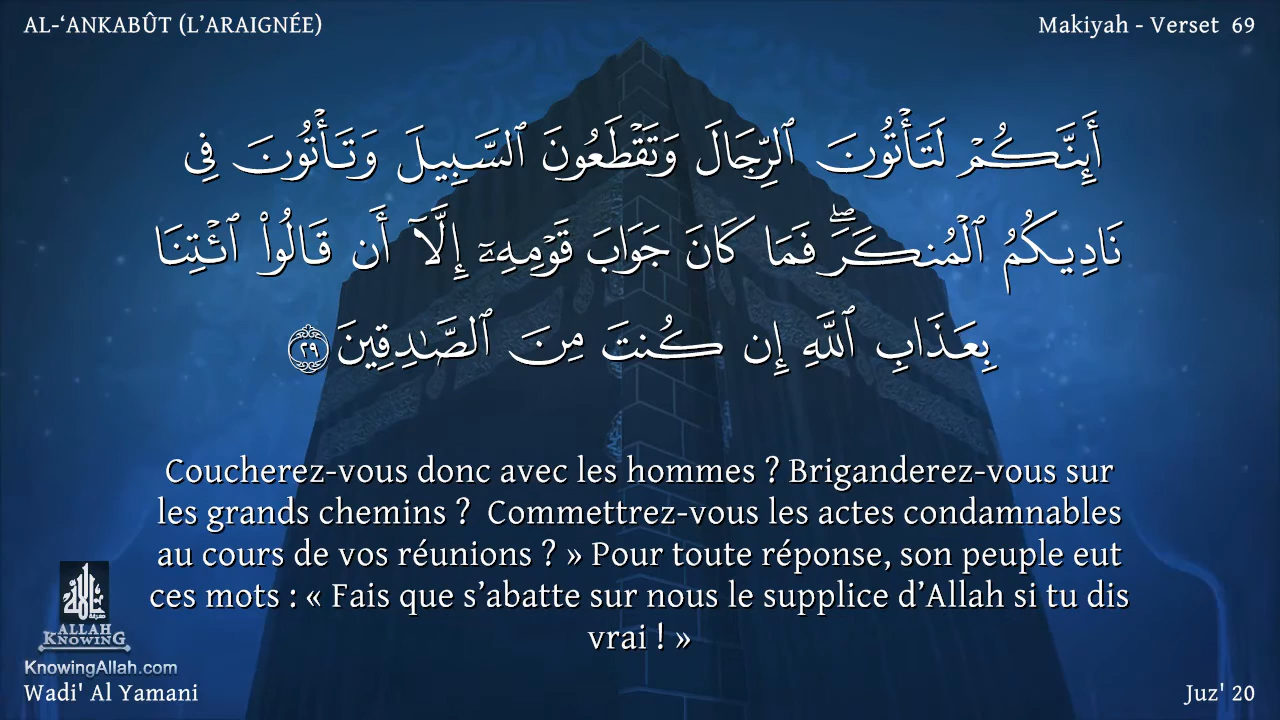 AL-‘ANKABÛT (L’ARAIGNÉE)
Makiyah - Verset 69
أَئِنَّكُمْ لَتَأْتُونَ ٱلرِّجَالَ وَتَقْطَعُونَ ٱلسَّبِيلَ وَتَأْتُونَ فِى
نَادِيكُمُ ٱلْمُنكَرَ ۖ فَمَا كَانَ جَوَابَ قَوْمِهِۦٓ إِلَّآ أَن قَالُوا۟ ٱئْتِنَا
بِعَذَابِ ٱللَّهِ إِن كُنتَ مِنَ ٱلصَّـٰدِقِينَ ٢٩
Coucherez-vous donc avec les hommes ? Briganderez-vous sur
les grands chemins ? Commettrez-vous les actes condamnables
au cours de vos réunions ? » Pour toute réponse, son peuple eut
ces mots : « Fais que s’abatte sur nous le supplice d’Allah si tu dis
vrai ! »
ALLAH
KNOWING
KnowingAllah.com
Wadi' Al Yamani
Juz' 20